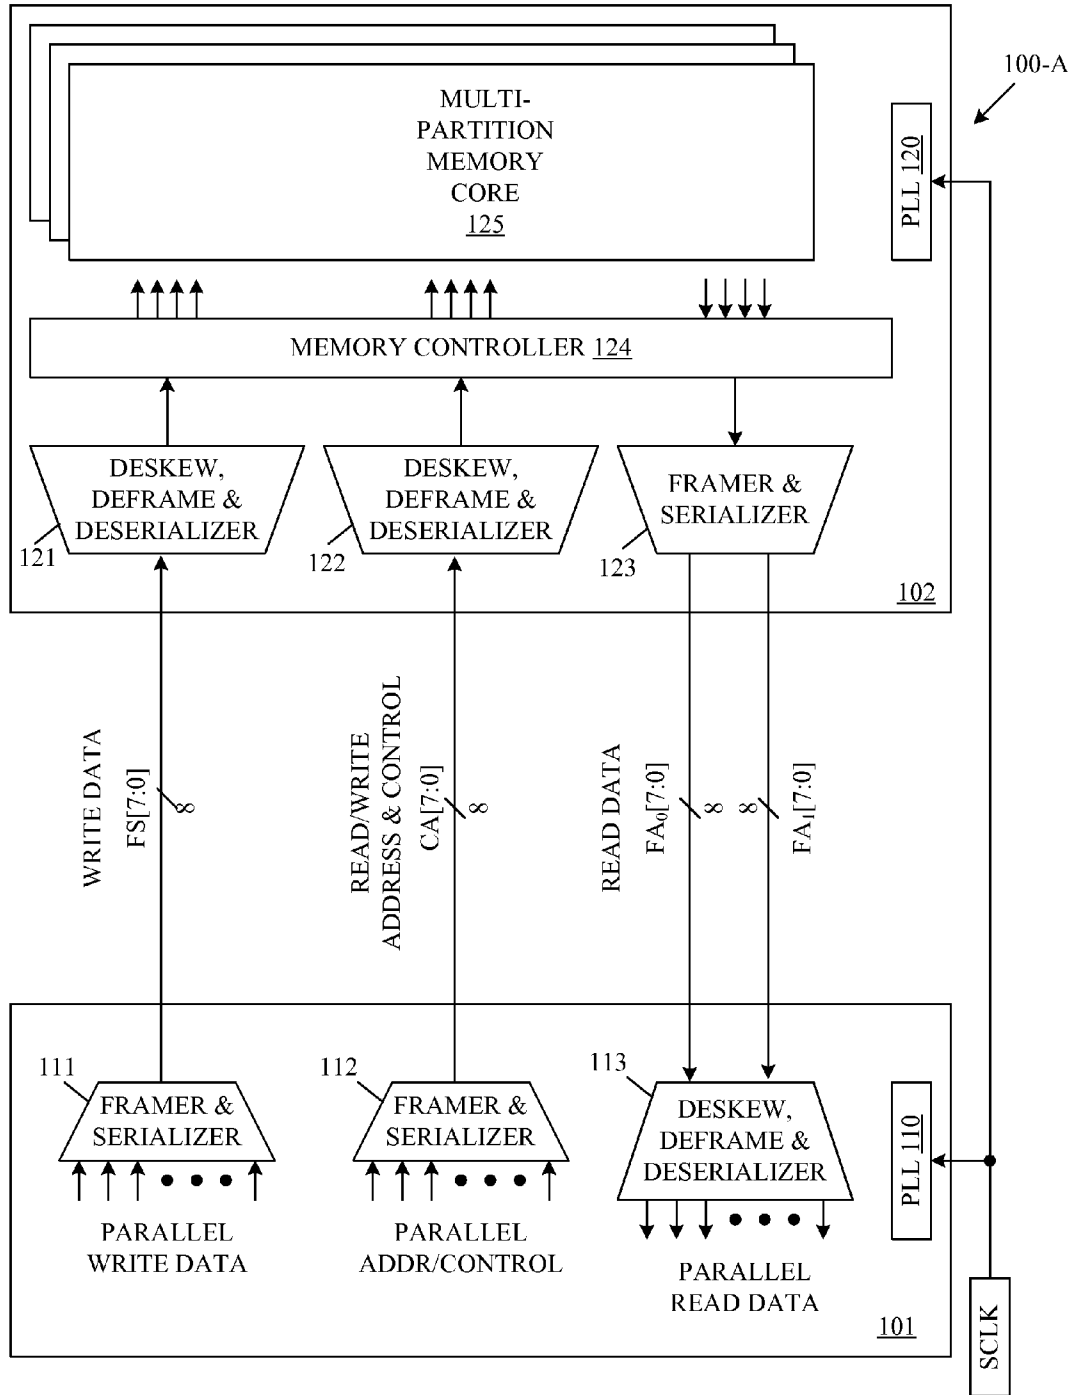 100-A
MULTI-
PARTITION
MEMORY
CORE
125
PLL 120
MEMORY CONTROLLER 124
DESKEW,
DEFRAME &
DESERIALIZER
121
DESKEW,
DEFRAME &
DESERIALIZER
122
FRAMER &
SERIALIZER
123
102
WRITE DATA
FS[7:0]
8
READ/WRITE
ADDRESS & CONTROL
CA[7:0]
8
READ DATA
FA₀[7:0]
8
8
FA₁[7:0]
111
FRAMER &
SERIALIZER
PARALLEL
WRITE DATA
112
FRAMER &
SERIALIZER
PARALLEL
ADDR/CONTROL
113
DESKEW,
DEFRAME &
DESERIALIZER
PARALLEL
READ DATA
PLL 110
101
SCLK